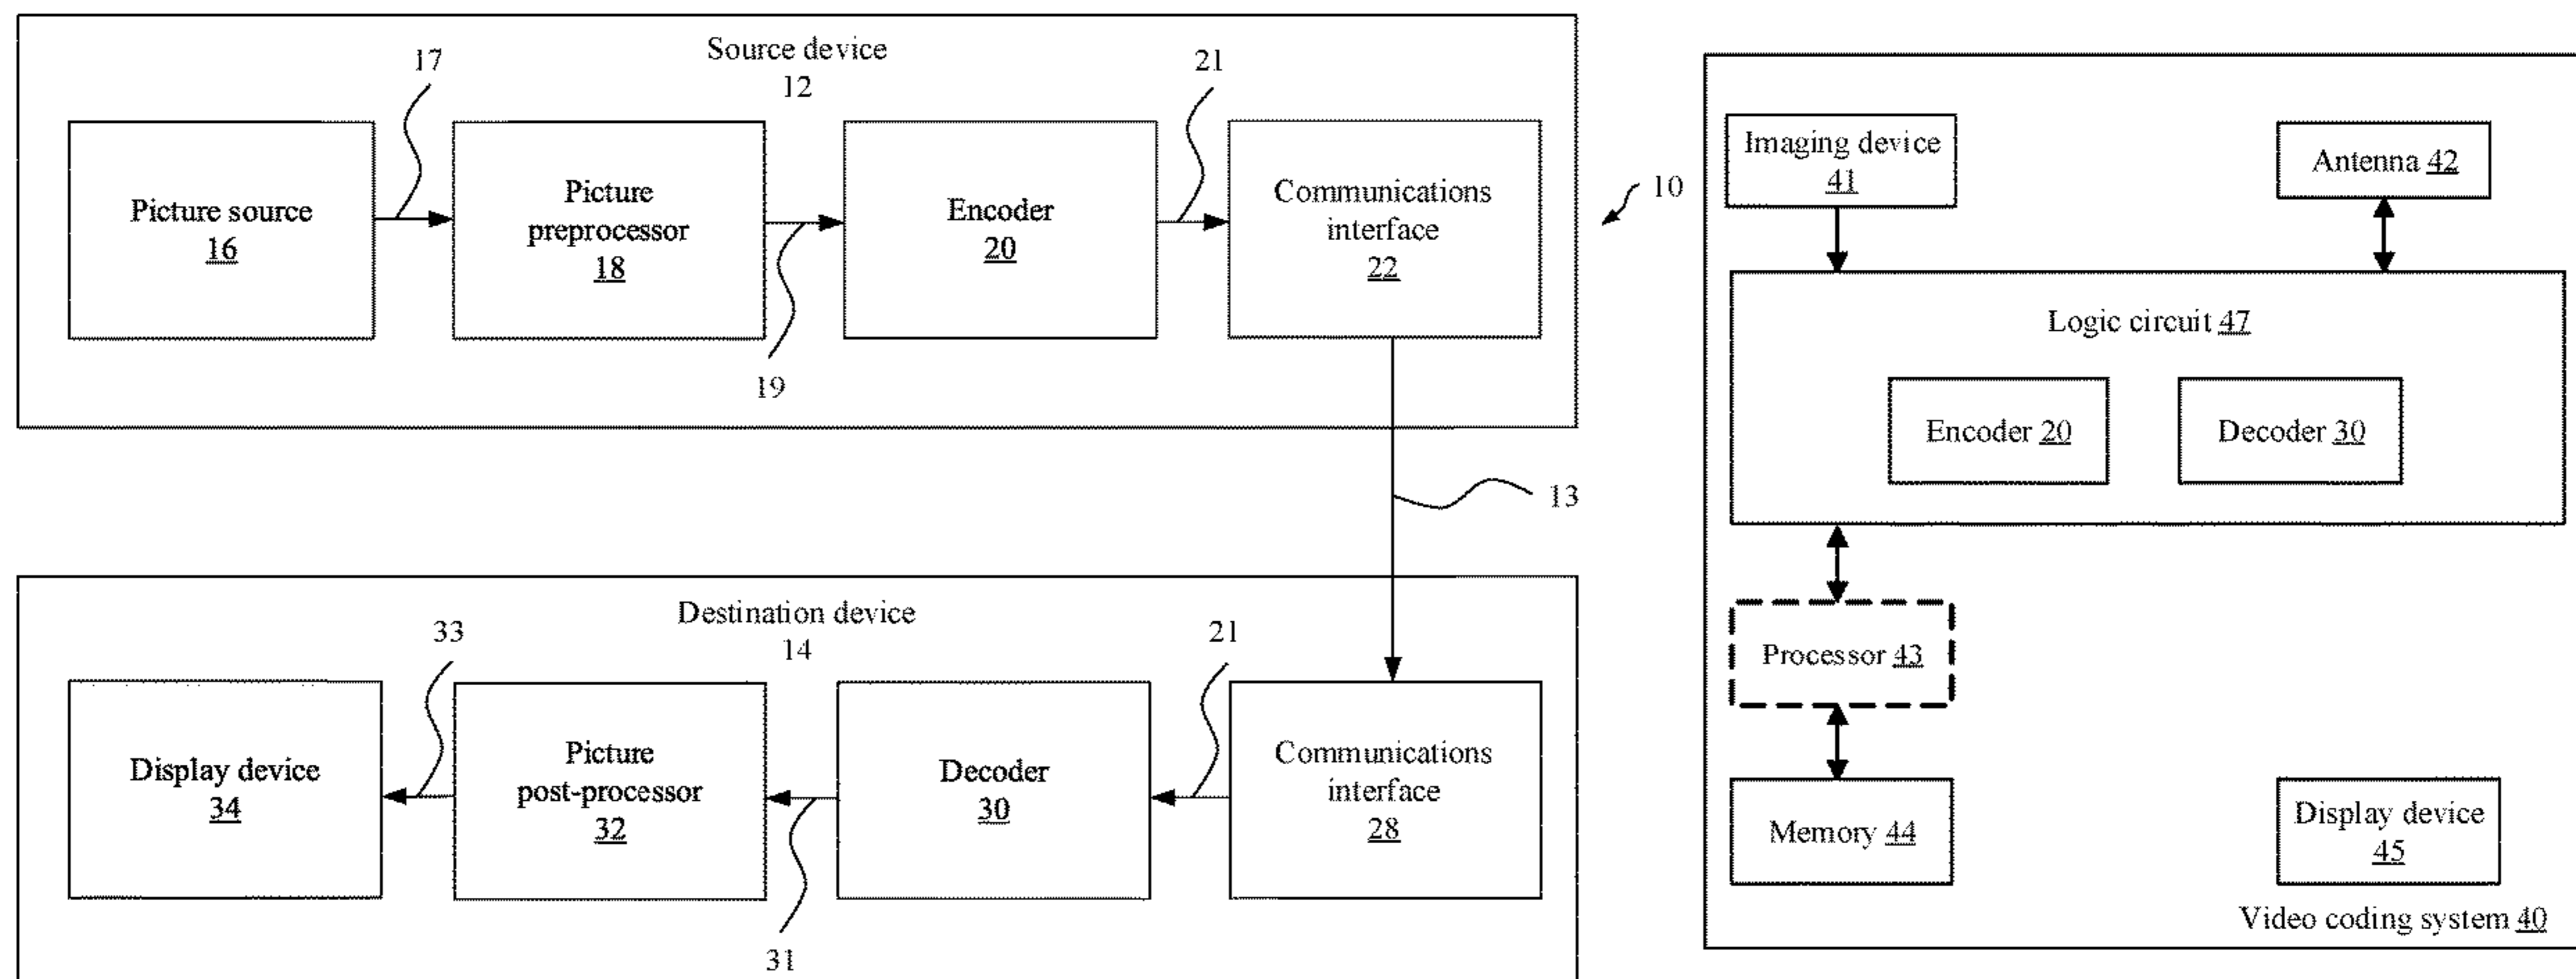 Source device
12
17
21
Picture source
16
Picture
preprocessor
18
Encoder
20
Communications
interface
22
19
10
13
Destination device
14
33
21
Display device
34
Picture
post-processor
32
Decoder
30
Communications
interface
28
31
Imaging device
41
Antenna 42
Logic circuit 47
Encoder 20
Decoder 30
Processor 43
Memory 44
Display device
45
Video coding system 40